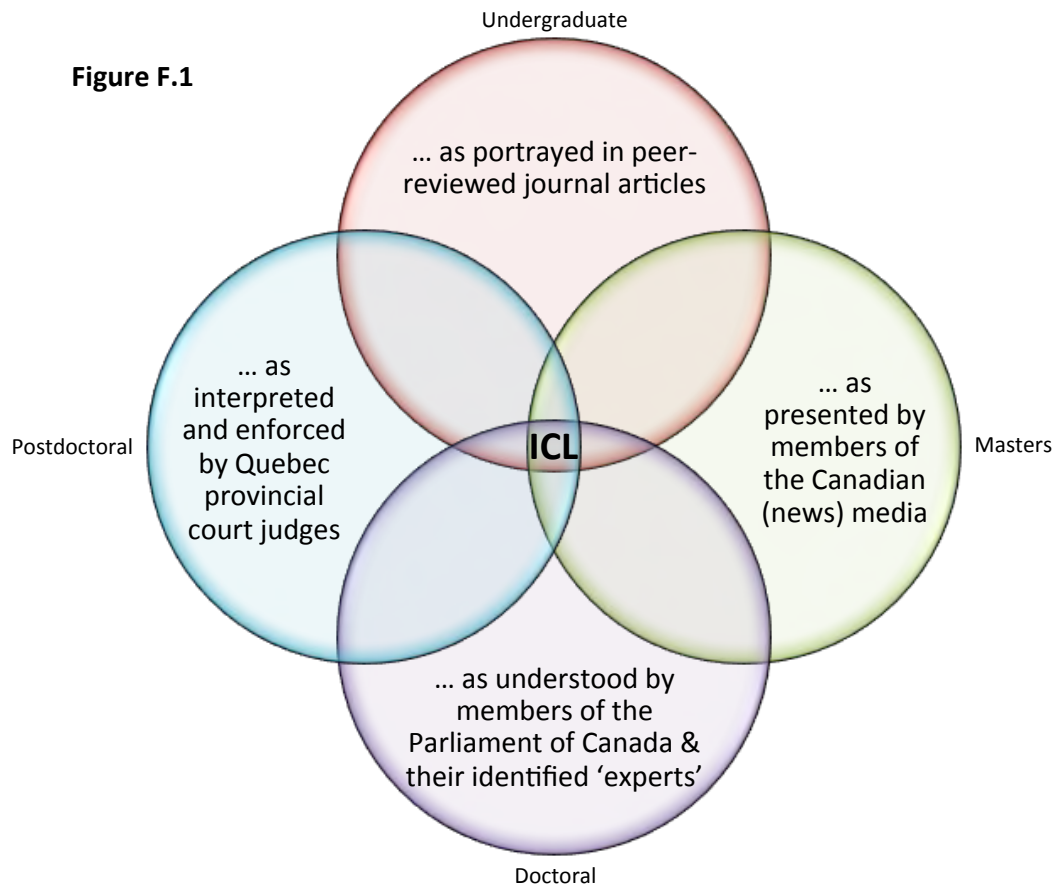 Undergraduate
Figure F.1
... as portrayed in peer-
reviewed journal articles
... as
interpreted
and enforced
by Quebec
provincial
court judges
Postdoctoral
ICL
... as
presented by
members of
the Canadian
(news) media
Masters
... as understood by
members of the
Parliament of Canada &
their identified ‘experts’
Doctoral